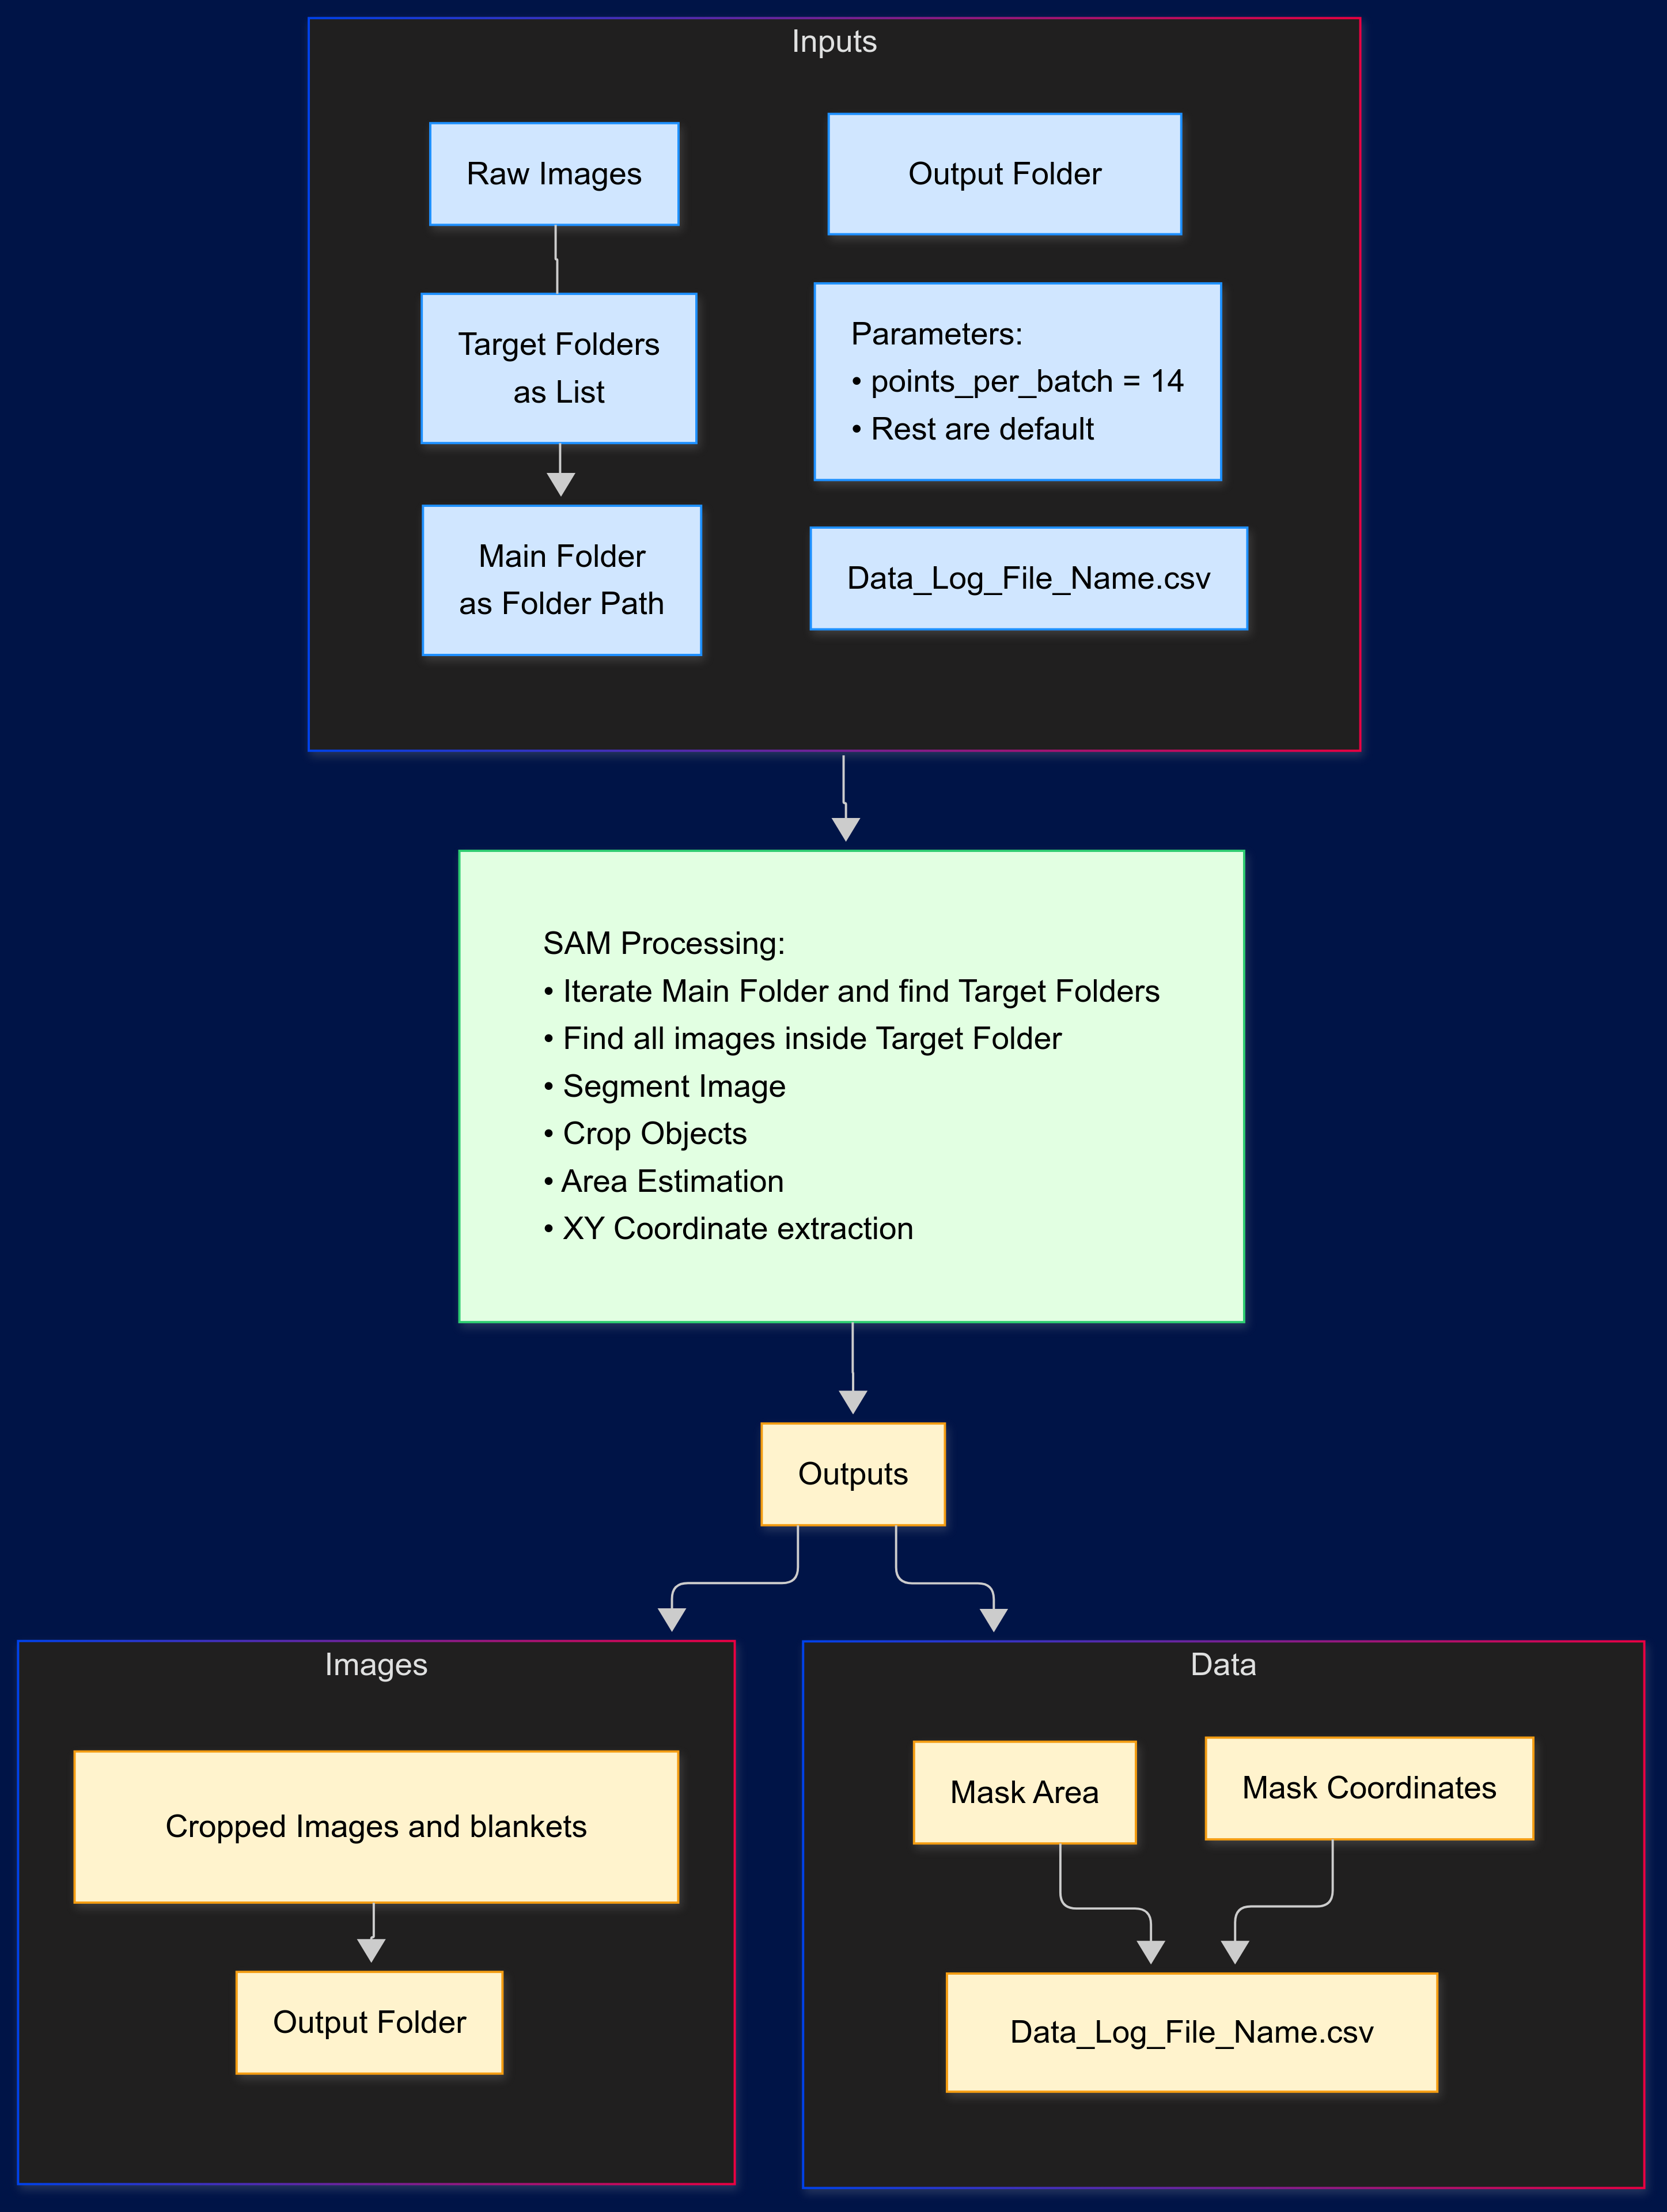 Inputs
Raw Images
Target Folders
as List
Main Folder
as Folder Path
Output Folder
Parameters:
• points_per_batch = 14
• Rest are default
Data_Log_File_Name.csv
SAM Processing:
• Iterate Main Folder and find Target Folders
• Find all images inside Target Folder
• Segment Image
• Crop Objects
• Area Estimation
• XY Coordinate extraction
Outputs
Images
Cropped Images and blankets
Output Folder
Data
Mask Area
Mask Coordinates
Data_Log_File_Name.csv